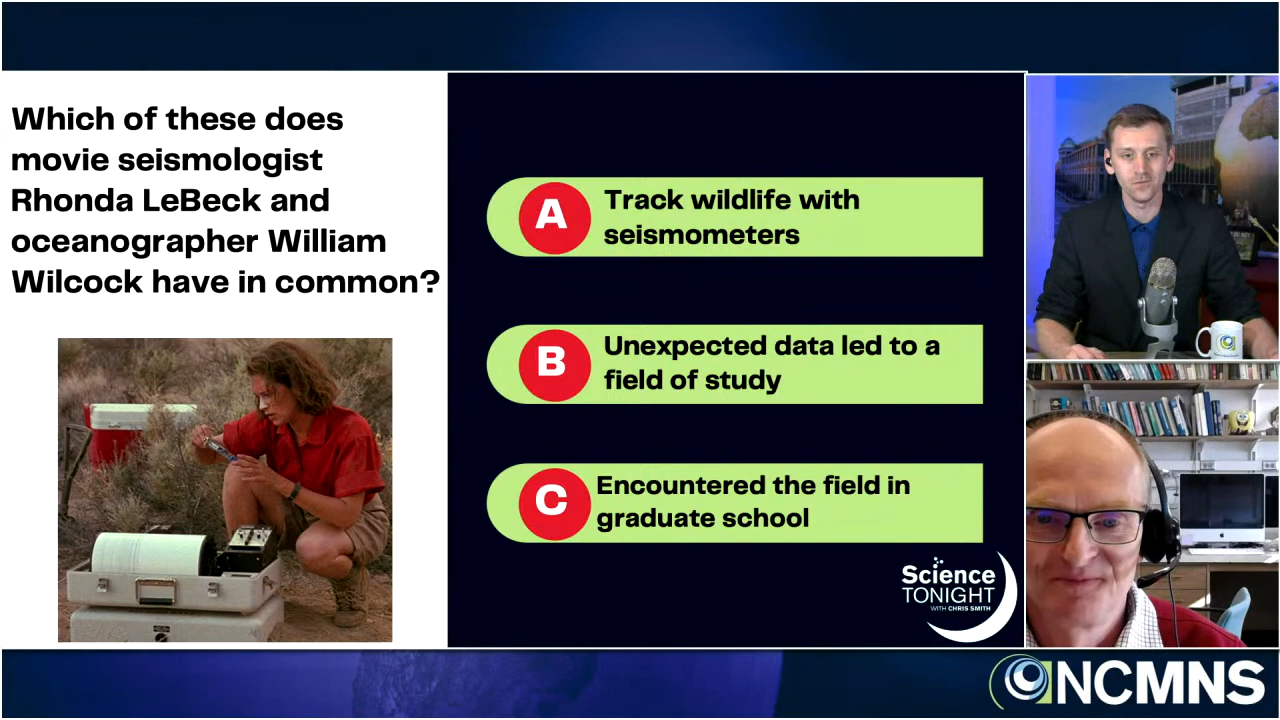 Which of these does
movie seismologist
Rhonda LeBeck and
oceanographer William
Wilcock have in common?
A
Track wildlife with
seismometers
B
Unexpected data led to a
field of study
C
Encountered the field in
graduate school
Science
TONIGHT
WITH CHRIS SMITH
NCMNS